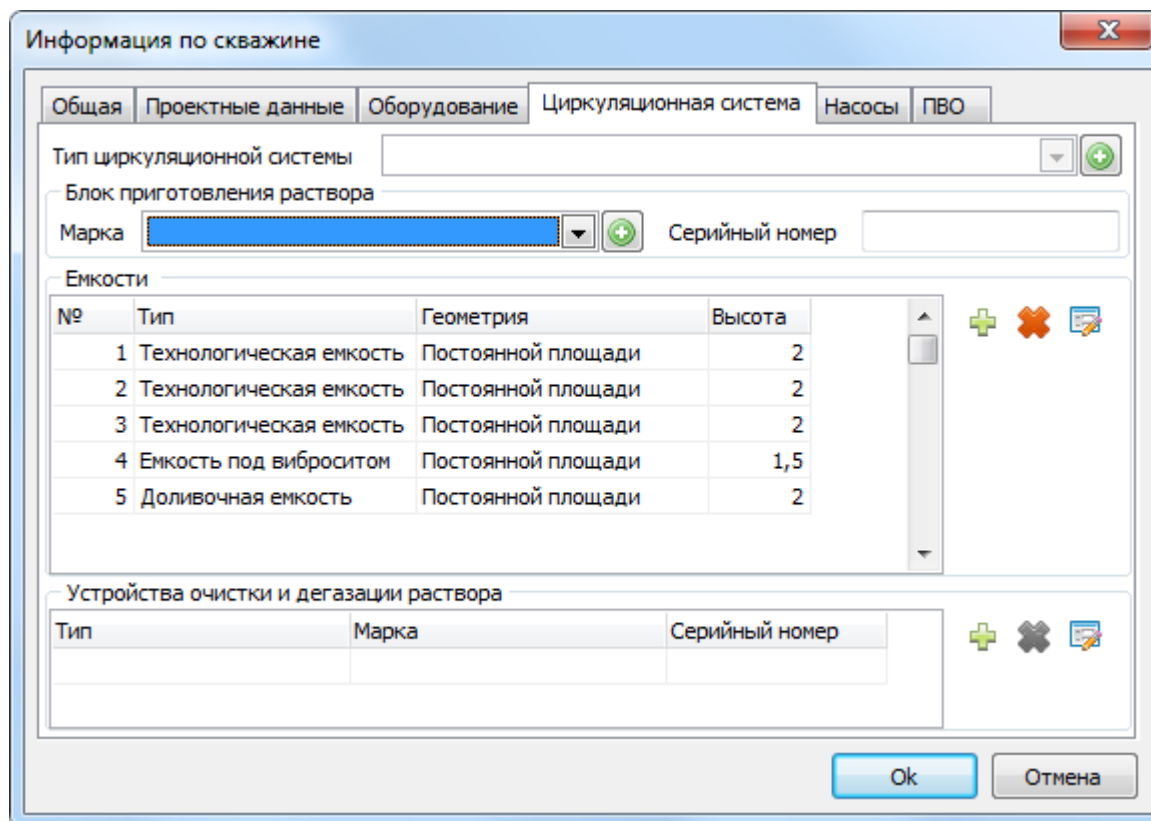 Информация по скважине
Общая Проектные данные Оборудование Циркуляционная система Насосы ПВО
Тип циркуляционной системы
Блок приготовления раствора
Марка Серийный номер
Емкости
№ Тип Геометрия Высота
1 Технологическая емкость Постоянной площади 2
2 Технологическая емкость Постоянной площади 2
3 Технологическая емкость Постоянной площади 2
4 Емкость под виброситом Постоянной площади 1,5
5 Доливочная емкость Постоянной площади 2
Устройства очистки и дегазации раствора
Тип Марка Серийный номер
Ok Отмена